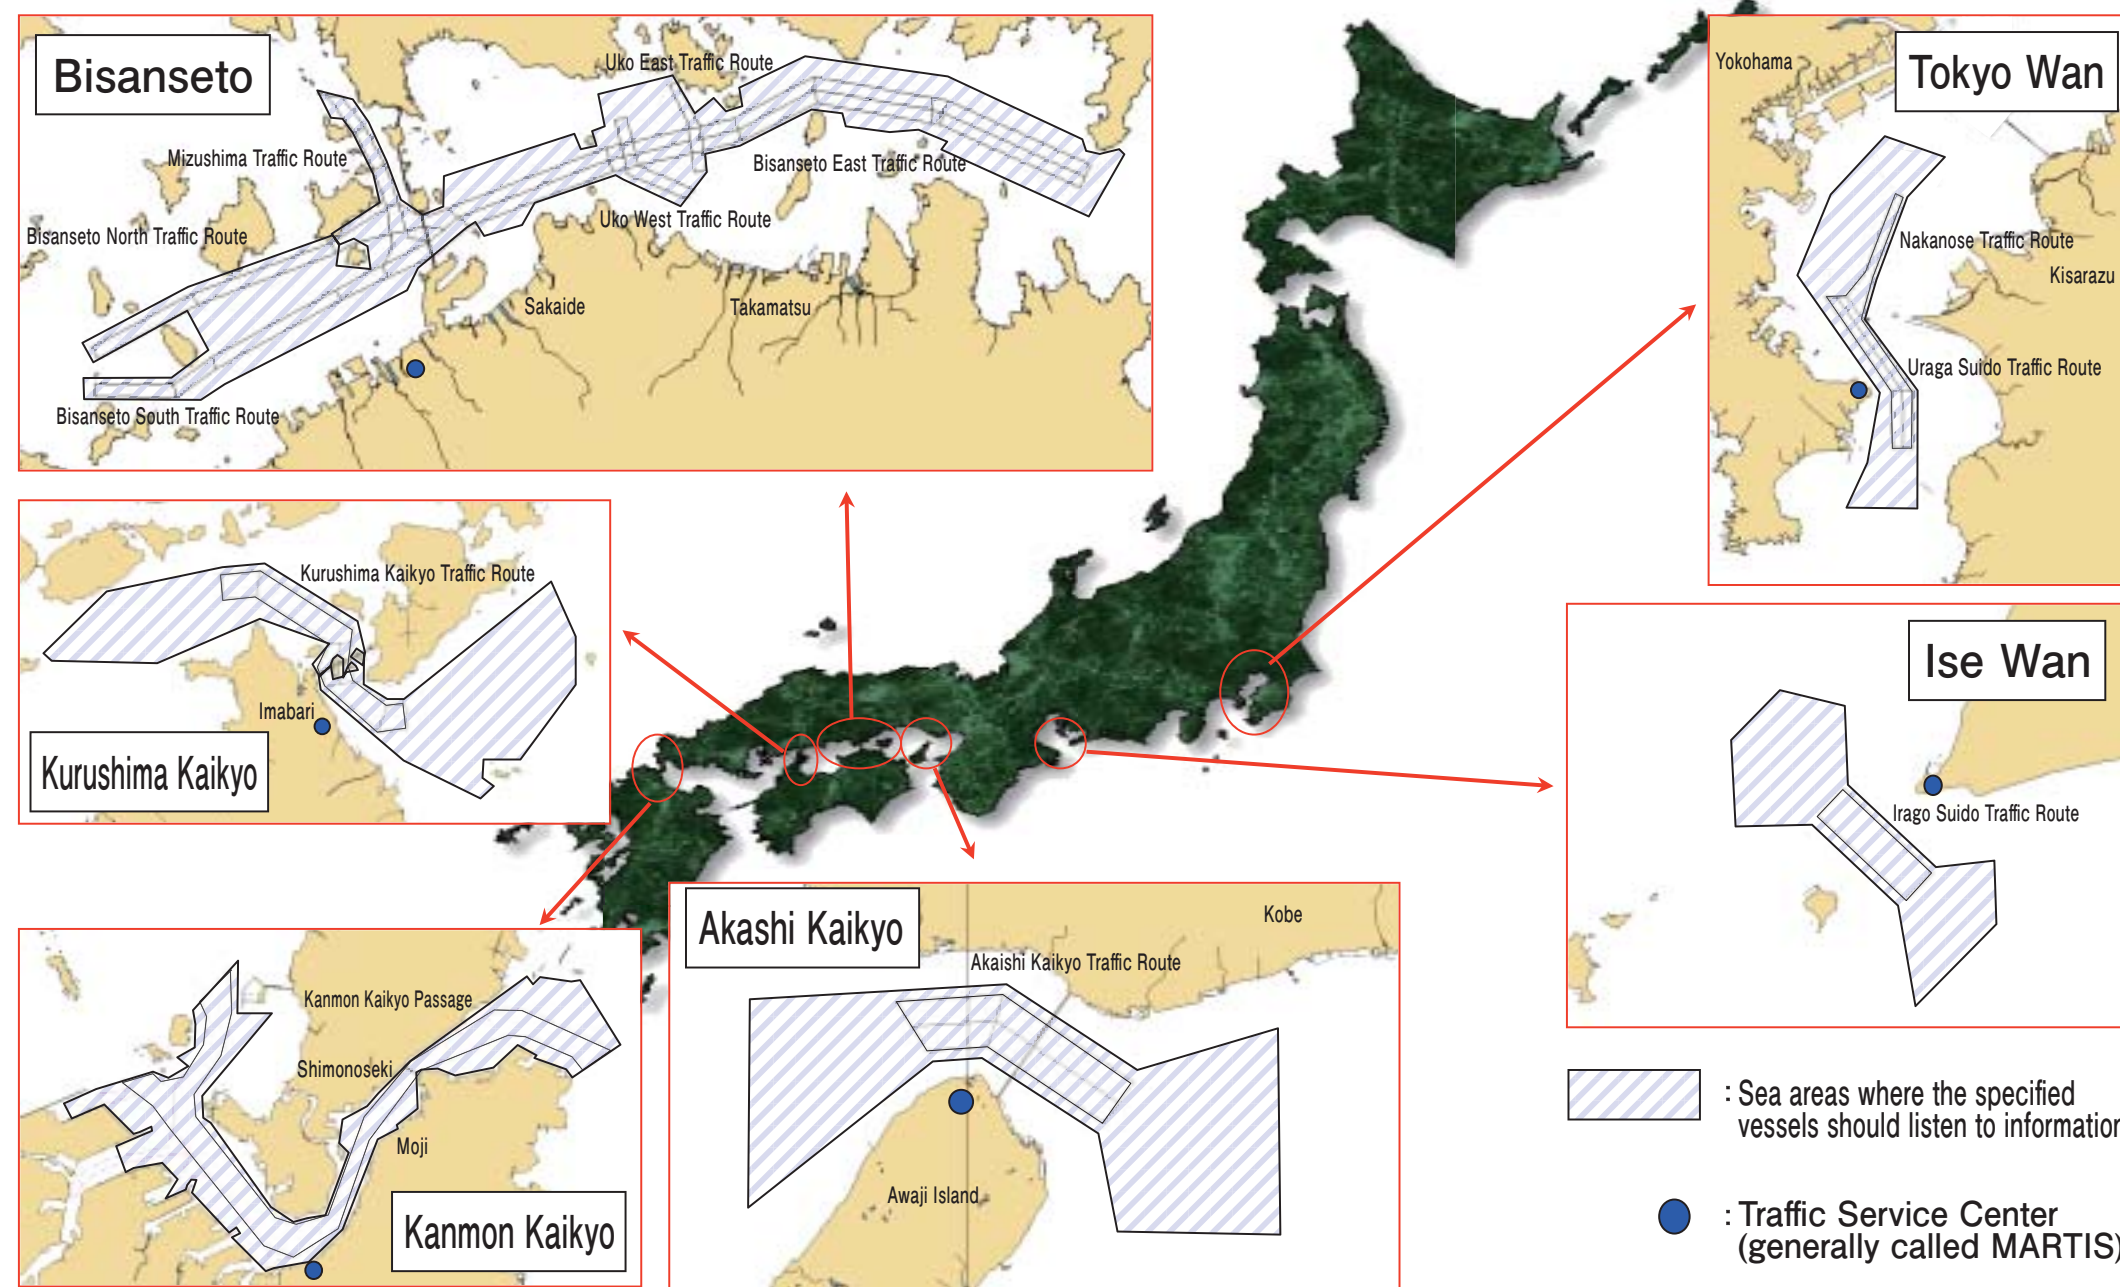 Bisanseto
Uko East Traffic Route
Mizushima Traffic Route
Bisanseto East Traffic Route
Uko West Traffic Route
Bisanseto North Traffic Route
Sakaide
Takamatsu
Bisanseto South Traffic Route
Tokyo Wan
Yokohama
Nakanose Traffic Route
Kisarazu
Uraga Suido Traffic Route
Kurushima Kaikyo Traffic Route
Imabari
Kurushima Kaikyo
Ise Wan
Irago Suido Traffic Route
Kanmon Kaikyo Passage
Shimonoseki
Moji
Kanmon Kaikyo
Akashi Kaikyo
Kobe
Akaishi Kaikyo Traffic Route
Awaji Island
: Sea areas where the specified
vessels should listen to information
: Traffic Service Center
(generally called MARTIS)